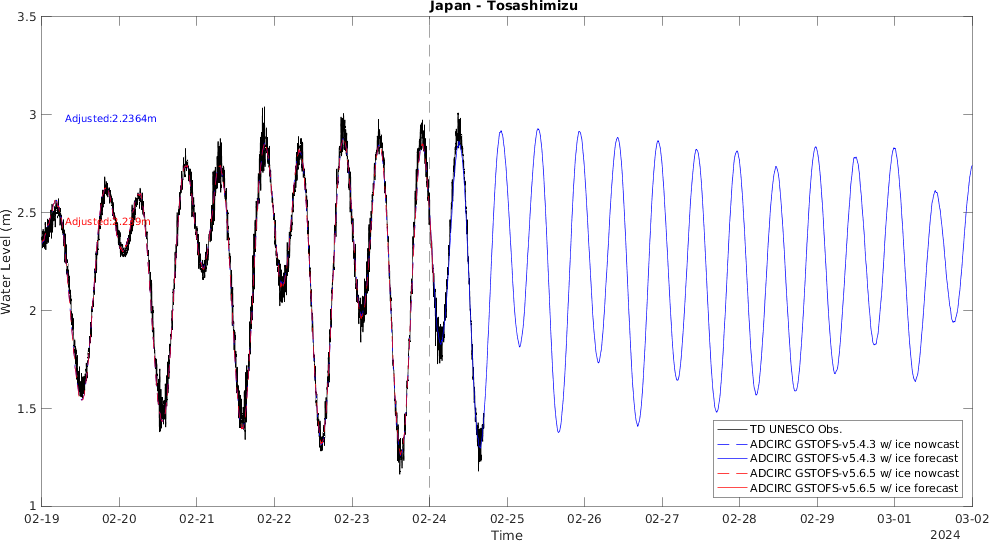 Japan - Tosashimizu
3.5
3
2.5
2
1.5
1
Water Level (m)
Adjusted:2.2364m
TD UNESCO Obs.
ADCIRC GSTOFS-v5.4.3 w/ ice nowcast
ADCIRC GSTOFS-v5.4.3 w/ ice forecast
ADCIRC GSTOFS-v5.6.5 w/ ice nowcast
ADCIRC GSTOFS-v5.6.5 w/ ice forecast
02-19 02-20 02-21 02-22 02-23 02-24 02-25 02-26 02-27 02-28 02-29 03-01 03-02
Time
2024